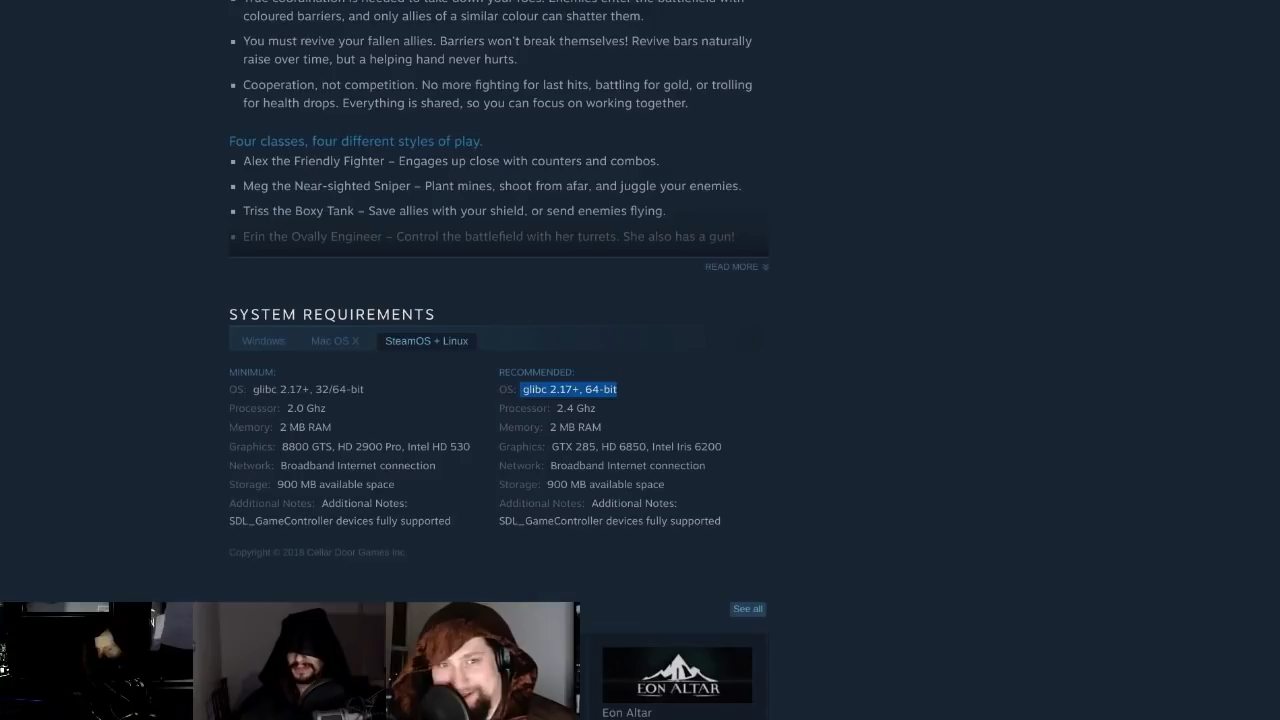 coloured barriers, and only allies of a similar colour can shatter them.
▪ You must revive your fallen allies. Barriers won't break themselves! Revive bars naturally
raise over time, but a helping hand never hurts.
▪ Cooperation, not competition. No more fighting for last hits, battling for gold, or trolling
for health drops. Everything is shared, so you can focus on working together.
Four classes, four different styles of play.
▪ Alex the Friendly Fighter – Engages up close with counters and combos.
▪ Meg the Near-sighted Sniper – Plant mines, shoot from afar, and juggle your enemies.
▪ Triss the Boxy Tank – Save allies with your shield, or send enemies flying.
▪ Erin the Ovally Engineer – Control the battlefield with her turrets. She also has a gun!
READ MORE
SYSTEM REQUIREMENTS
Windows Mac OS X SteamOS + Linux
MINIMUM:
OS: glibc 2.17+, 32/64-bit
Processor: 2.0 Ghz
Memory: 2 MB RAM
Graphics: 8800 GTS, HD 2900 Pro, Intel HD 530
Network: Broadband Internet connection
Storage: 900 MB available space
Additional Notes: Additional Notes:
SDL_GameController devices fully supported
RECOMMENDED:
OS: glibc 2.17+, 64-bit
Processor: 2.4 Ghz
Memory: 2 MB RAM
Graphics: GTX 285, HD 6850, Intel Iris 6200
Network: Broadband Internet connection
Storage: 900 MB available space
Additional Notes: Additional Notes:
SDL_GameController devices fully supported
Copyright © 2018 Cellar Door Games Inc.
See all
EON ALTAR
Eon Altar